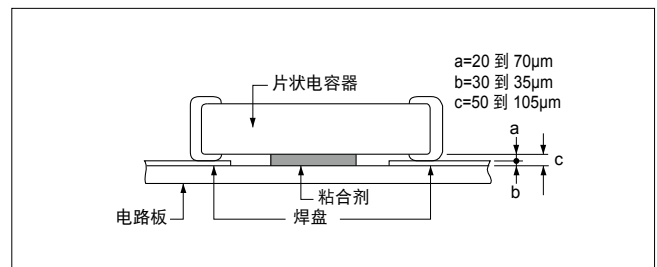 片状电容器
a=20 到 70μm
b=30 到 35μm
c=50 到 105μm
a
c
b
粘合剂
电路板
焊盘